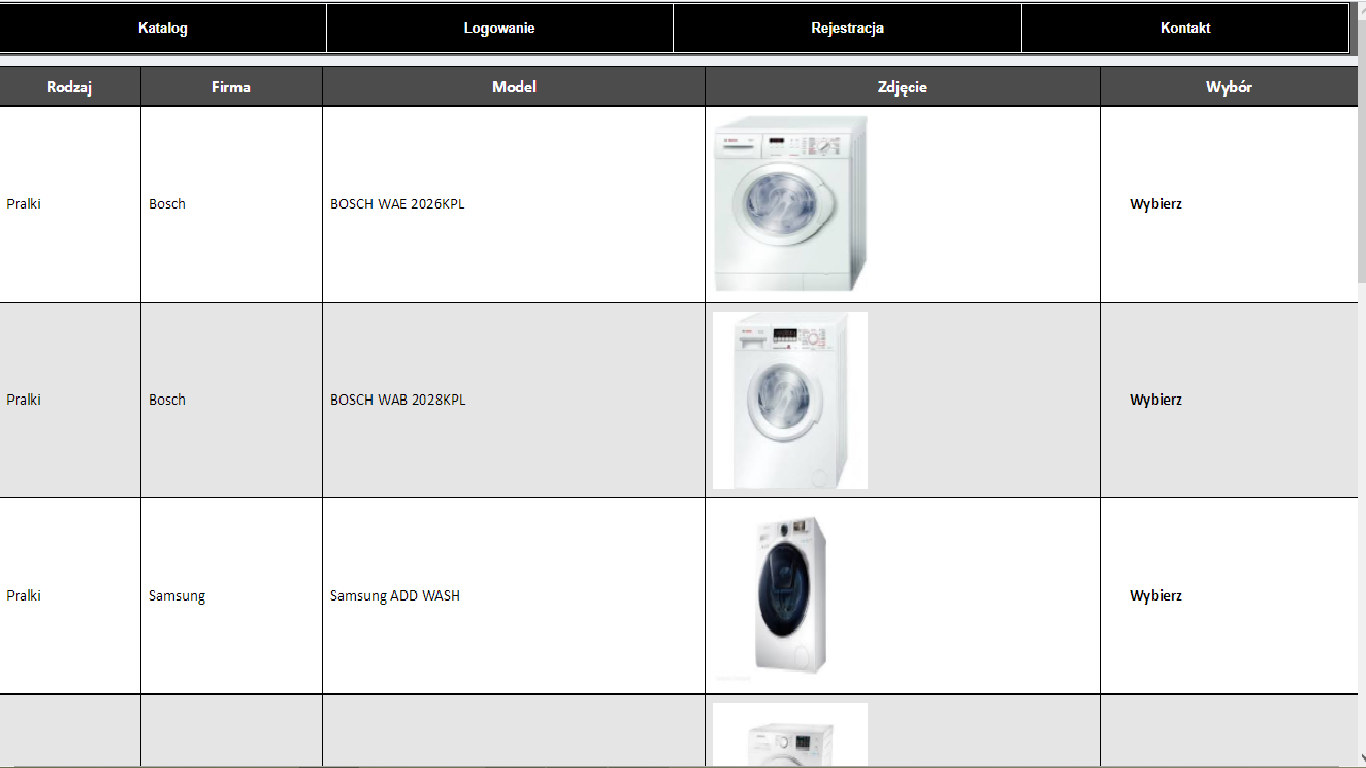 Katalog Logowanie Rejestracja Kontakt
Rodzaj Firma Model Zdjęcie Wybór
Pralki Bosch BOSCH WAE 2026KPL Wybierz
Pralki Bosch BOSCH WAB 2028KPL Wybierz
Pralki Samsung Samsung ADD WASH Wybierz